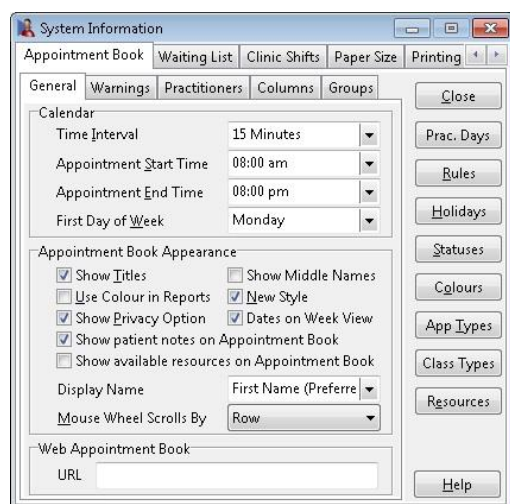 System Information
Appointment Book Waiting List Clinic Shifts Paper Size Printing
General Warnings Practitioners Columns Groups
Close
Calendar
Time Interval 15 Minutes
Prac. Days
Appointment Start Time 08:00 am
Rules
Appointment End Time 08:00 pm
First Day of Week Monday
Holidays
Appointment Book Appearance
Statuses
Show Titles Show Middle Names
Use Colour in Reports New Style
Colours
Show Privacy Option Dates on Week View
App Types
Show patient notes on Appointment Book
Show available resources on Appointment Book
Class Types
Display Name First Name (Preferre
Resources
Mouse Wheel Scrolls By Row
Web Appointment Book
URL
Help